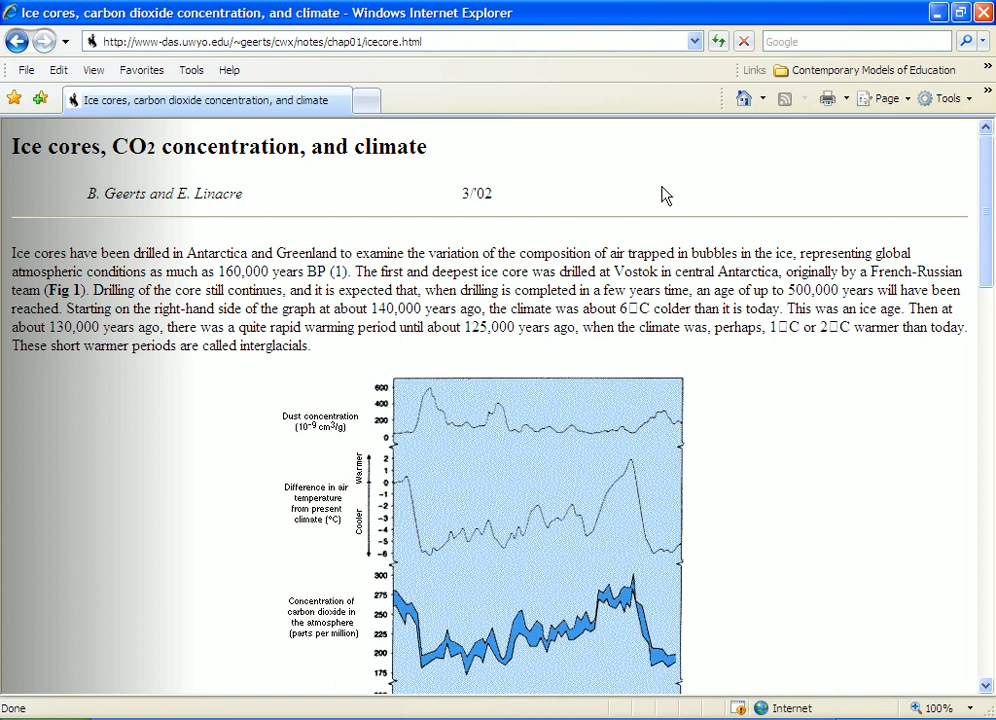 Ice cores, carbon dioxide concentration, and climate - Windows Internet Explorer
http://www-das.uwyo.edu/~geerts/cwx/notes/chap01/icecore.html
Google
File Edit View Favorites Tools Help
Links Contemporary Models of Education
Ice cores, carbon dioxide concentration, and climate
Page Tools
Ice cores, CO2 concentration, and climate
B. Geerts and E. Linacre 3/'02
Ice cores have been drilled in Antarctica and Greenland to examine the variation of the composition of air trapped in bubbles in the ice, representing global
atmospheric conditions as much as 160,000 years BP (1). The first and deepest ice core was drilled at Vostok in central Antarctica, originally by a French-Russian
team (Fig 1). Drilling of the core still continues, and it is expected that, when drilling is completed in a few years time, an age of up to 500,000 years will have been
reached. Starting on the right-hand side of the graph at about 140,000 years ago, the climate was about 6□C colder than it is today. This was an ice age. Then at
about 130,000 years ago, there was a quite rapid warming period until about 125,000 years ago, when the climate was, perhaps, 1□C or 2□C warmer than today.
These short warmer periods are called interglacials.
600
400
200
0
Dust concentration
(10⁻⁹ cm³/g)
Warmer
Cooler
2
1
0
−1
−2
−3
−4
−5
−6
Difference in air
temperature
from present
climate (°C)
300
275
250
225
200
175
Concentration of
carbon dioxide in
the atmosphere
(parts per million)
Done Internet 100%